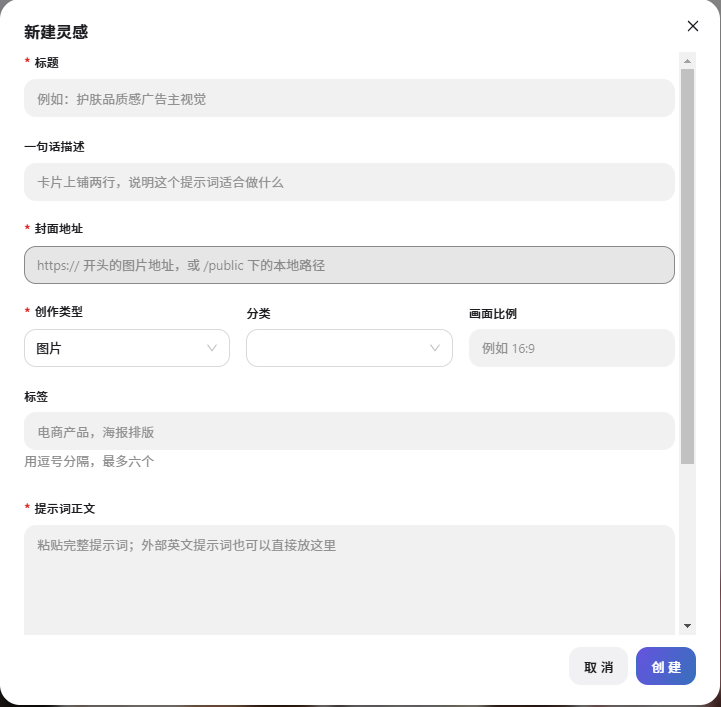 新建灵感
* 标题
例如：护肤品质感广告主视觉
一句话描述
卡片上铺两行，说明这个提示词适合做什么
* 封面地址
https:// 开头的图片地址，或 /public 下的本地路径
* 创作类型 分类 画面比例
图片 例如 16:9
标签
电商产品，海报排版
用逗号分隔，最多六个
* 提示词正文
粘贴完整提示词；外部英文提示词也可以直接放这里
取消 创建